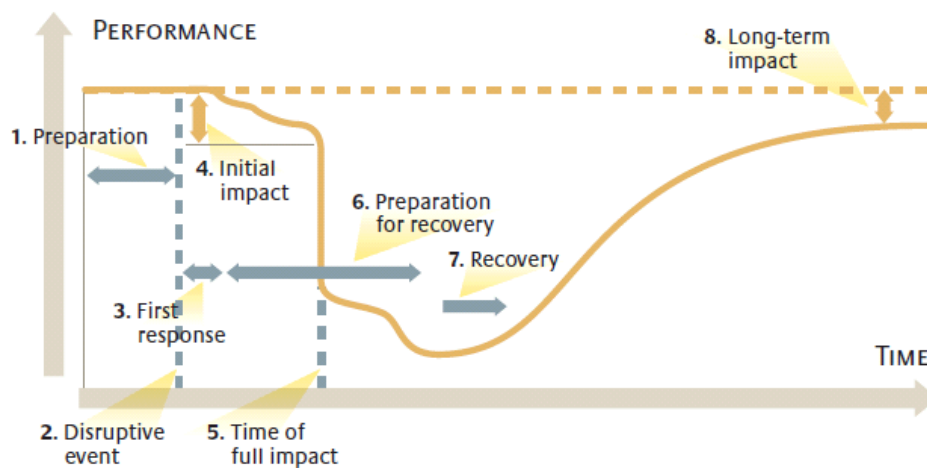 PERFORMANCE
8. Long-term
impact
1. Preparation
4. Initial
impact
6. Preparation
for recovery
7. Recovery
3. First
response
TIME
2. Disruptive
event
5. Time of
full impact